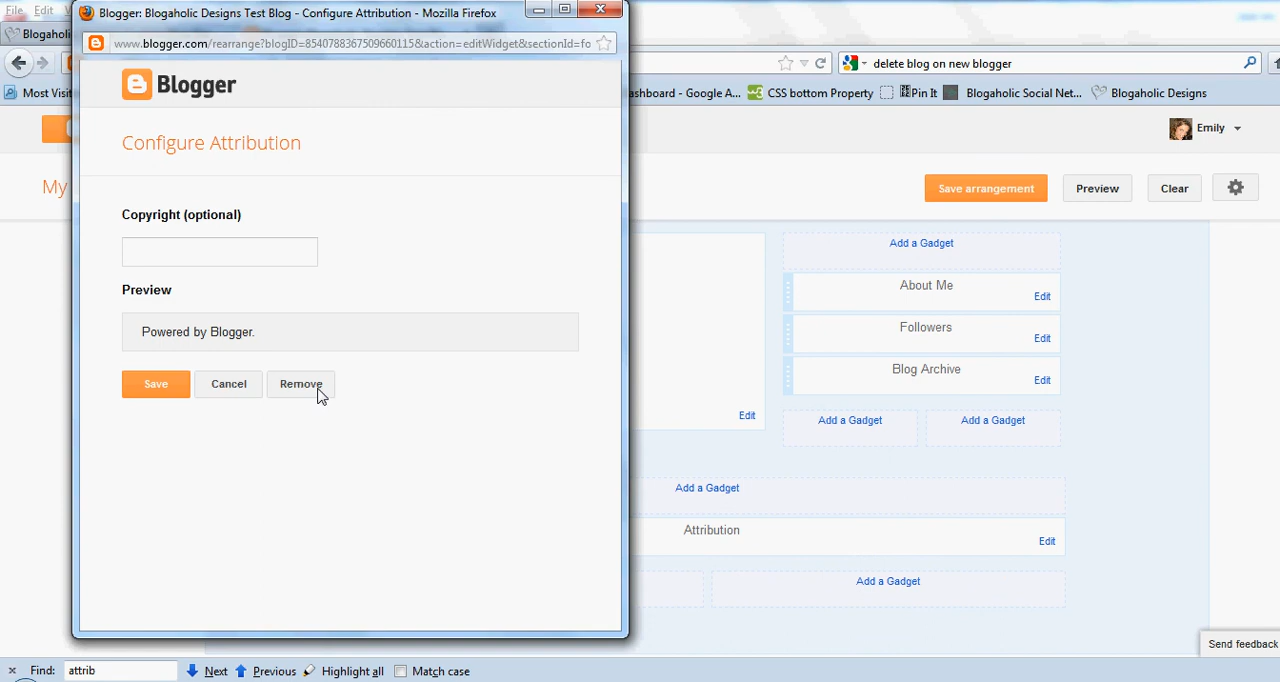 File Edit
Blogger: Blogaholic Designs Test Blog - Configure Attribution - Mozilla Firefox
Blogaholi
www.blogger.com/rearrange?blogID=8540788367509660115&action=editWidget&sectionId=fo
delete blog on new blogger
Most Visit
ashboard - Google A...
CSS bottom Property
Pin It
Blogaholic Social Net...
Blogaholic Designs
Blogger
Emily
Configure Attribution
My
Save arrangement
Preview
Clear
Copyright (optional)
Add a Gadget
About Me
Edit
Preview
Followers
Edit
Powered by Blogger.
Blog Archive
Edit
Save
Cancel
Remove
Edit
Add a Gadget
Add a Gadget
Add a Gadget
Attribution
Edit
Add a Gadget
Send feedback
Find: attrib
Next
Previous
Highlight all
Match case